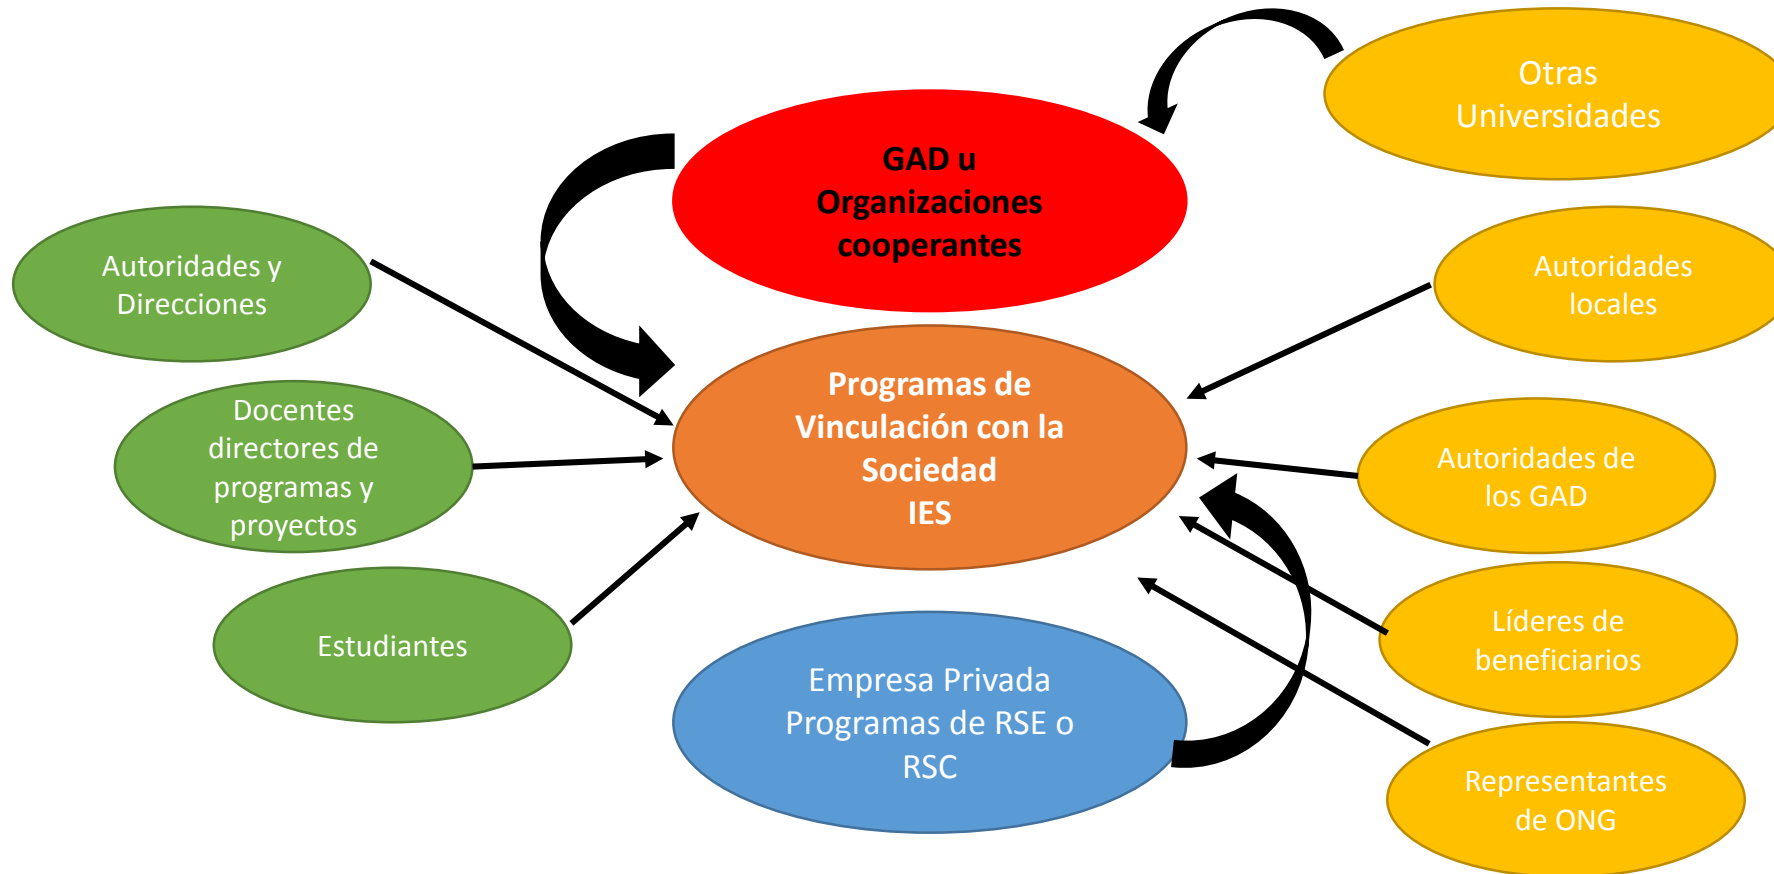 Otras
Universidades
GAD u
Organizaciones
cooperantes
Autoridades y
Direcciones
Autoridades
locales
Programas de
Vinculación con la
Sociedad
IES
Docentes
directores de
programas y
proyectos
Autoridades de
los GAD
Estudiantes
Líderes de
beneficiarios
Empresa Privada
Programas de RSE o
RSC
Representantes
de ONG